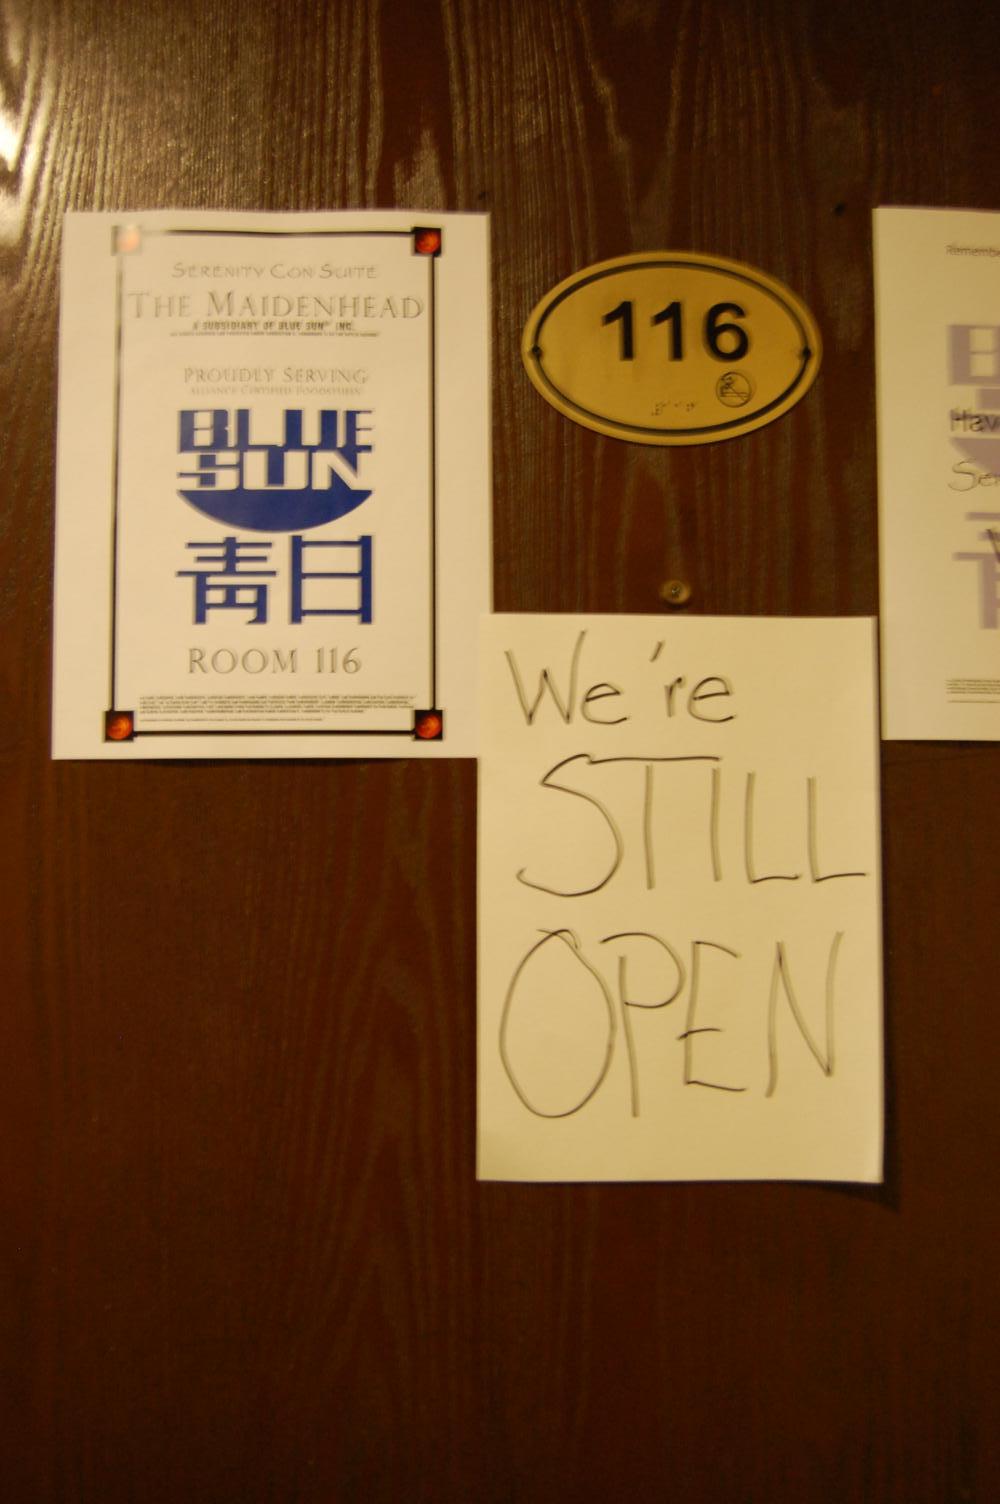 SERENITY CON SUITE
THE MAIDENHEAD
A SUBSIDIARY OF BLUE SUN INC.
PROUDLY SERVING
ALLIANCE CERTIFIED FOODSTUFFS
BLUE
SUN
青日
ROOM 116
116
We're
STILL
OPEN